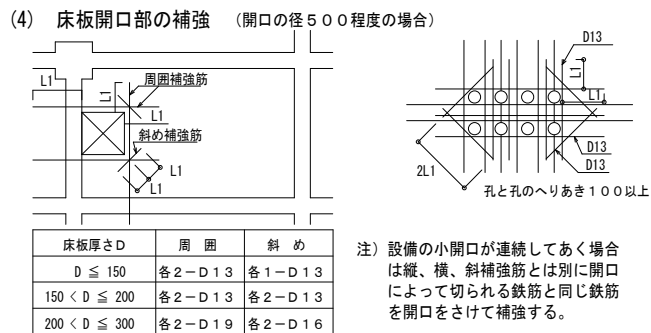 (4) 床板開口部の補強 (開口の径500程度の場合)
L1
L1
周囲補強筋
L1
斜め補強筋
L1
L1
D13
L1
L1
D13
D13
2L1
孔と孔のへりあき100以上
床板厚さD 周 囲 斜 め
D ≦ 150 各2-D13 各1-D13
150 < D ≦ 200 各2-D13 各2-D13
200 < D ≦ 300 各2-D19 各2-D16
注) 設備の小開口が連続してあく場合
は縦、横、斜補強筋とは別に開口
によって切られる鉄筋と同じ鉄筋
を開口をさけて補強する。